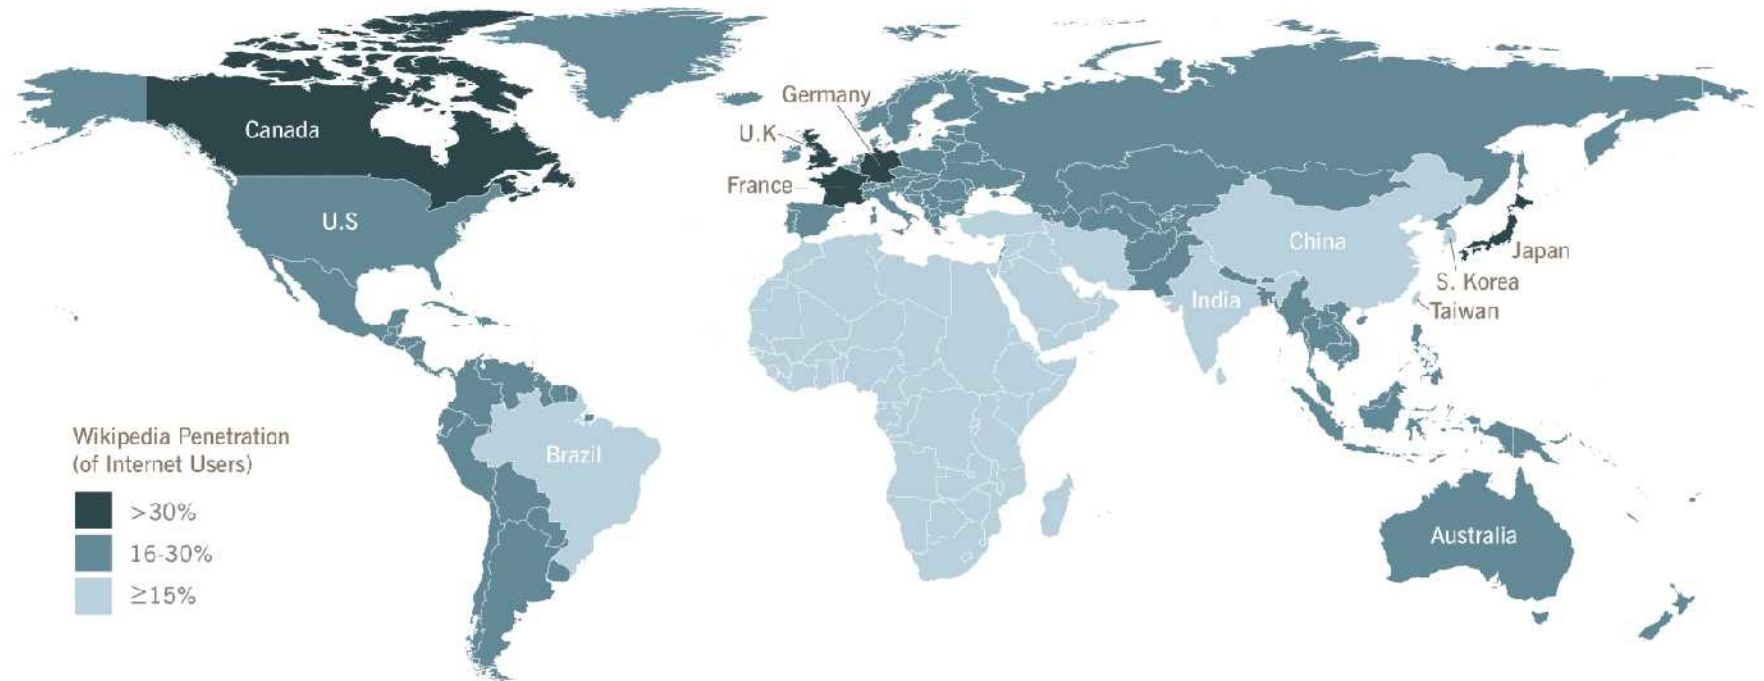 Germany
Canada
U.K
France
U.S
China
Japan
S. Korea
India
Taiwan
Wikipedia Penetration
(of Internet Users)
Brazil
>30%
Australia
16-30%
≥15%